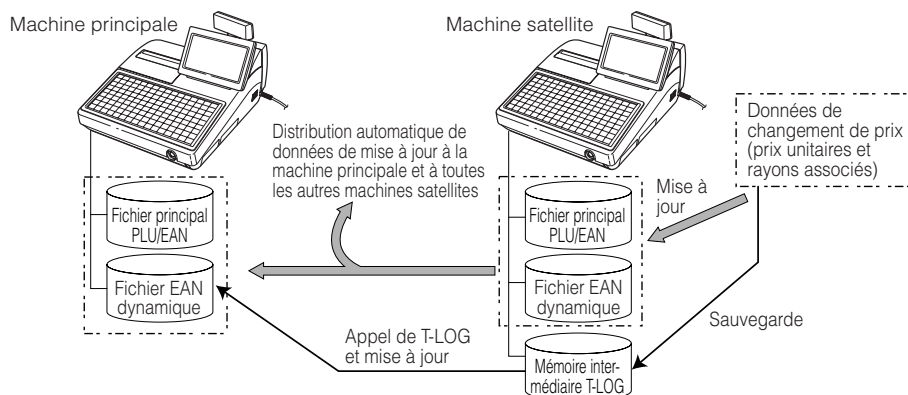 Machine principale
Machine satellite
Distribution automatique de
données de mise à jour à la
machine principale et à toutes
les autres machines satellites
Données de
changement de prix
(prix unitaires et
rayons associés)
Mise à
jour
Fichier principal
PLU/EAN
Fichier EAN
dynamique
Fichier principal
PLU/EAN
Fichier EAN
dynamique
Appel de T-LOG
et mise à jour
Sauvegarde
Mémoire inter-
médiaire T-LOG